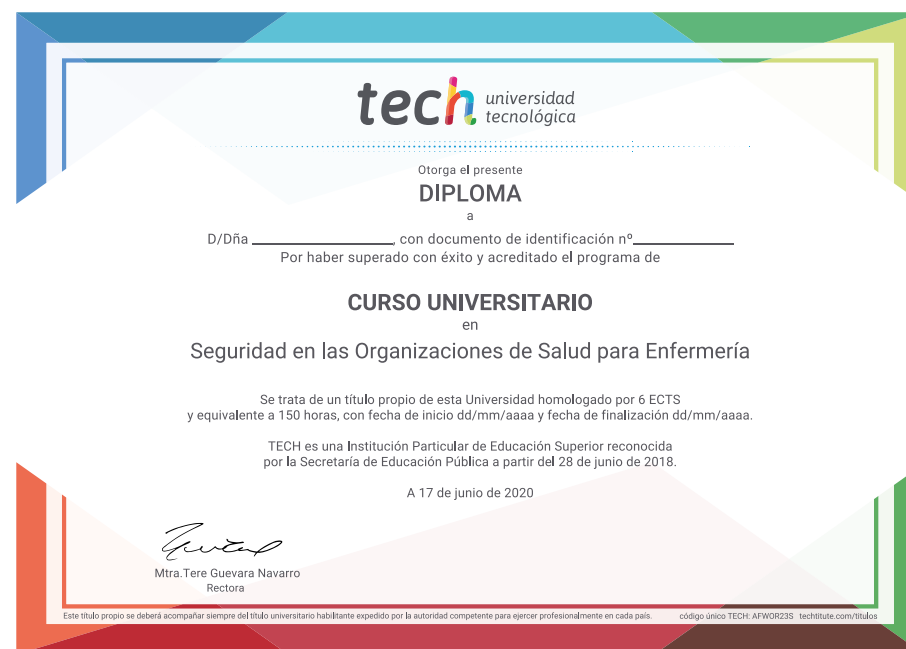 tech universidad
tecnológica
Otorga el presente
DIPLOMA
a
D/Dña ____________________, con documento de identificación nº______________
Por haber superado con éxito y acreditado el programa de
CURSO UNIVERSITARIO
en
Seguridad en las Organizaciones de Salud para Enfermería
Se trata de un título propio de esta Universidad homologado por 6 ECTS
y equivalente a 150 horas, con fecha de inicio dd/mm/aaaa y fecha de finalización dd/mm/aaaa.
TECH es una Institución Particular de Educación Superior reconocida
por la Secretaría de Educación Pública a partir del 28 de junio de 2018.
A 17 de junio de 2020
Mtra.Tere Guevara Navarro
Rectora
Este título propio se deberá acompañar siempre del título universitario habilitante expedido por la autoridad competente para ejercer profesionalmente en cada país. código único TECH: AFWOR23S techtitute.com/titulos